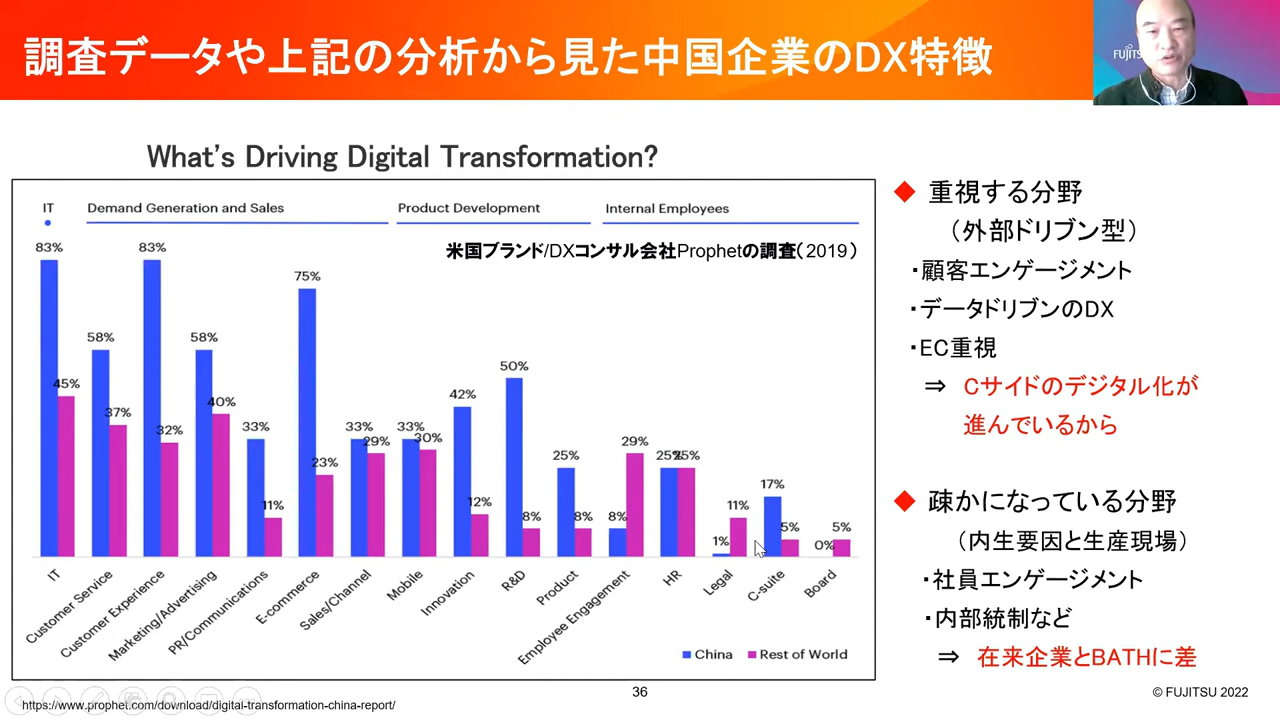 調査データや上記の分析から見た中国企業のDX特徴
FUJITSU
What's Driving Digital Transformation?
IT
Demand Generation and Sales
Product Development
Internal Employees
米国ブランド/DXコンサル会社Prophetの調査(2019)
83%
45%
58%
37%
83%
32%
58%
40%
33%
11%
75%
23%
33%
29%
33%
30%
42%
12%
50%
8%
25%
8%
8%
29%
25%
25%
1%
11%
17%
5%
0%
5%
IT
Customer Service
Customer Experience
Marketing/Advertising
PR/Communications
E-commerce
Sales/Channel
Mobile
Innovation
R&D
Product
Employee Engagement
HR
Legal
C-suite
Board
China
Rest of World
◆ 重視する分野
(外部ドリブン型)
・顧客エンゲージメント
・データドリブンのDX
・EC重視
⇒ Cサイドのデジタル化が
進んでいるから
◆ 疎かになっている分野
(内生要因と生産現場)
・社員エンゲージメント
・内部統制など
⇒ 在来企業とBATHに差
https://www.prophet.com/download/digital-transformation-china-report/
36
© FUJITSU 2022